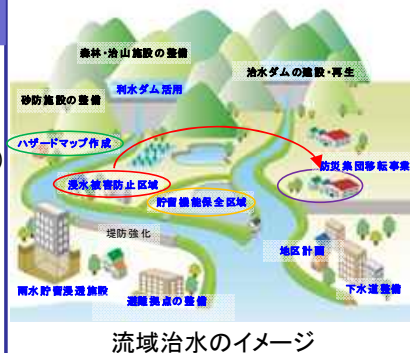 森林・治山施設の整備
治水ダムの建設・再生
利水ダム活用
砂防施設の整備
ハザードマップ作成
防災集団移転事業
浸水被害防止区域
貯留機能保全区域
堤防強化
地区計画
雨水貯留浸透施設
避難拠点の整備
下水道整備
流域治水のイメージ